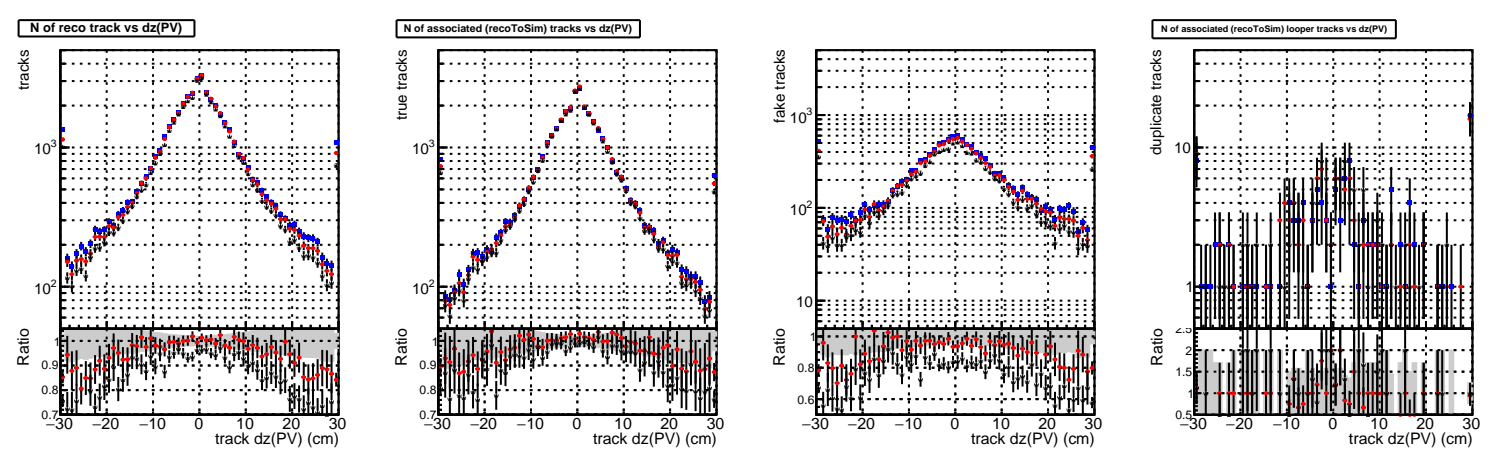 N of reco track vs dz(PV)
tracks
10³
10²
Ratio
1
0.9
0.8
0.7
−30 −20 −10 0 10 20 30
track dz(PV) (cm)
N of associated (recoToSim) tracks vs dz(PV)
true tracks
10³
10²
Ratio
1
0.9
0.8
0.7
−30 −20 −10 0 10 20 30
track dz(PV) (cm)
fake tracks
10³
10²
10
Ratio
1
0.8
0.6
−30 −20 −10 0 10 20 30
track dz(PV) (cm)
N of associated (recoToSim) looper tracks vs dz(PV)
duplicate tracks
10
1
Ratio
2.5
2
1.5
1
0.5
−30 −20 −10 0 10 20 30
track dz(PV) (cm)